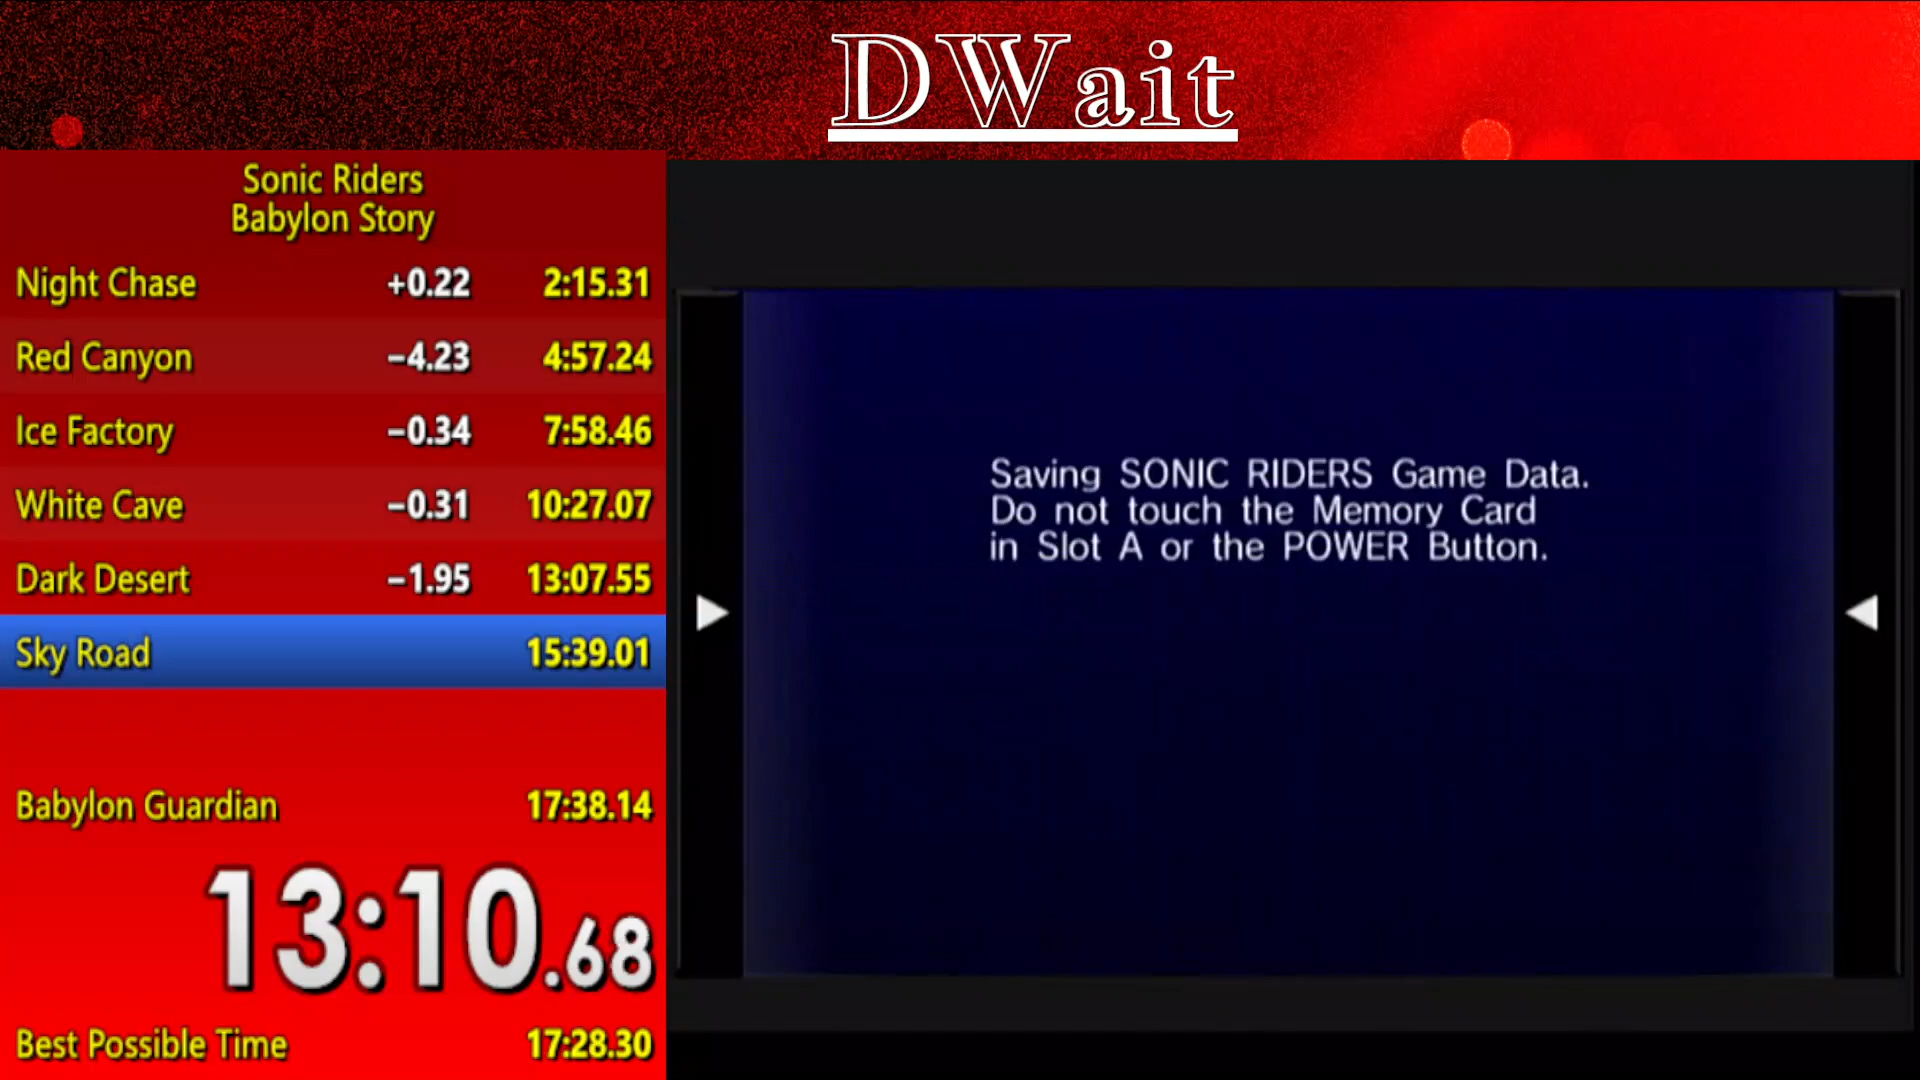 DWait
Sonic Riders
Babylon Story
Night Chase +0.22 2:15.31
Red Canyon −4.23 4:57.24
Ice Factory −0.34 7:58.46
White Cave −0.31 10:27.07
Dark Desert −1.95 13:07.55
Sky Road 15:39.01
Babylon Guardian 17:38.14
13:10.68
Best Possible Time 17:28.30
Saving SONIC RIDERS Game Data.
Do not touch the Memory Card
in Slot A or the POWER Button.